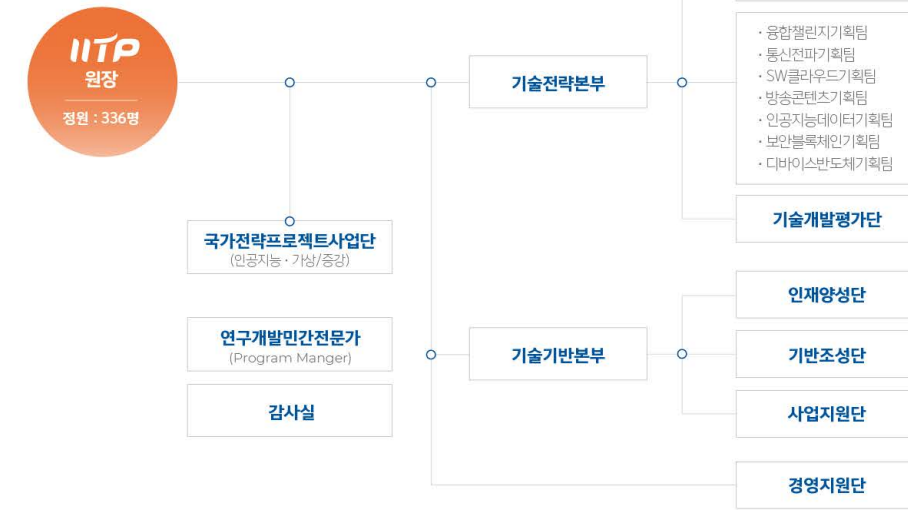 IITP
원장
정원 : 336명
기술전략본부
· 융합챌린지기획팀
· 통신전파기획팀
· SW클라우드기획팀
· 방송콘텐츠기획팀
· 인공지능데이터기획팀
· 보안블록체인기획팀
· 디바이스반도체기획팀
기술개발평가단
국가전략프로젝트사업단
(인공지능 · 가상/증강)
연구개발민간전문가
(Program Manger)
감사실
기술기반본부
인재양성단
기반조성단
사업지원단
경영지원단